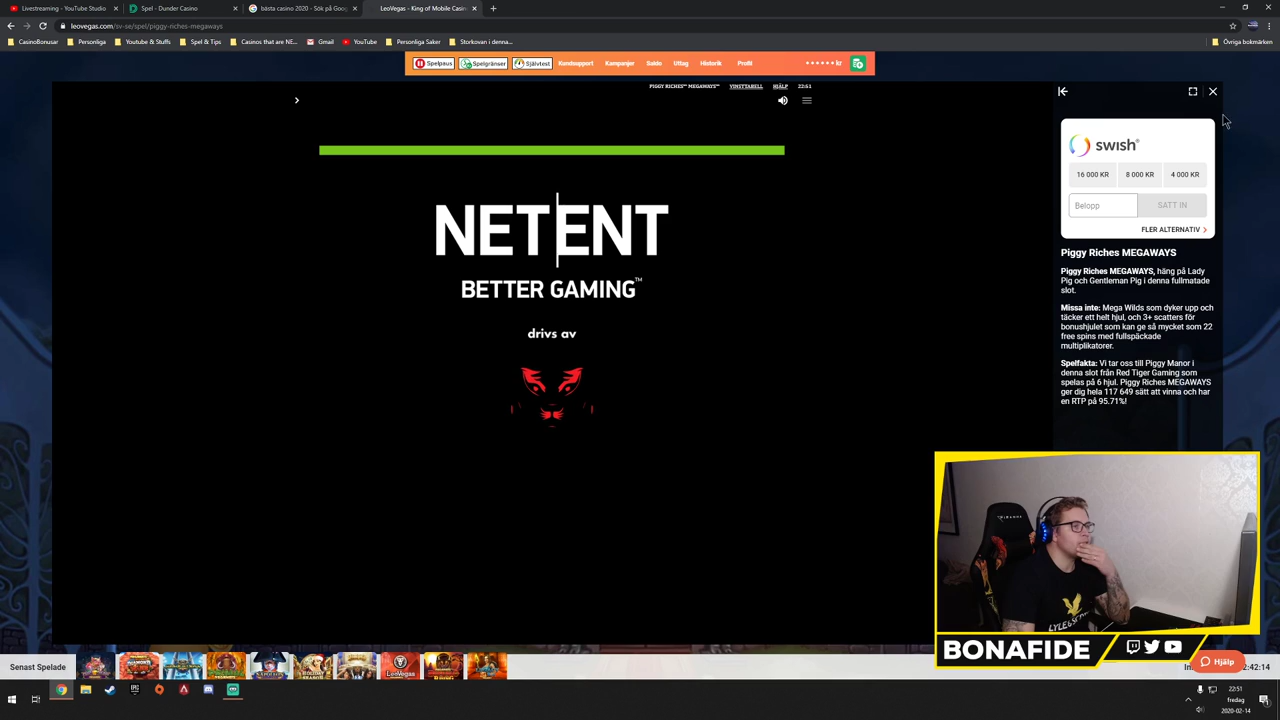 Livestreaming - YouTube Studio
Spel - Dunder Casino
bästa casino 2020 - Sök på Goog
LeoVegas - King of Mobile Casin
leovegas.com/sv-se/spel/piggy-riches-megaways
CasinoBonusar
Personliga
Youtube & Stuffs
Spel & Tips
Casinos that are NE...
Gmail
YouTube
Personliga Saker
Storkovan i denna...
Övriga bokmärken
Spelpaus
Spelgränser
Självtest
Kundsupport
Kampanjer
Saldo
Uttag
Historik
Profil
•••••• kr
PIGGY RICHES™ MEGAWAYS™
VINSTTABELL
HJÄLP
22:51
NETENT
BETTER GAMING™
drivs av
swish®
16 000 KR
8 000 KR
4 000 KR
Belopp
SÄTT IN
FLER ALTERNATIV
Piggy Riches MEGAWAYS
Piggy Riches MEGAWAYS, häng på Lady
Pig och Gentleman Pig i denna fullmatade
slot.
Missa inte: Mega Wilds som dyker upp och
täcker ett helt hjul, och 3+ scatters för
bonushjulet som kan ge så mycket som 22
free spins med fullspäckade
multiplikatorer.
Spelfakta: Vi tar oss till Piggy Manor i
denna slot från Red Tiger Gaming som
spelas på 6 hjul. Piggy Riches MEGAWAYS
ger dig hela 117 649 sätt att vinna och har
en RTP på 95.71%!
BONAFIDE
Senast Spelade
LeoVegas
Hjälp
2:42:14
22:51
fredag
2020-02-14